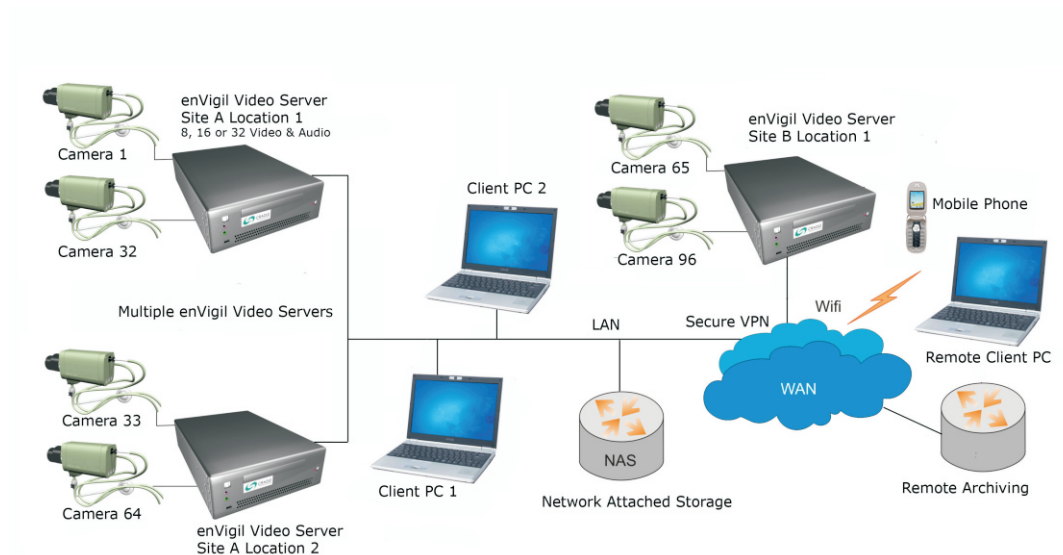 enVigil Video Server
Site A Location 1
8, 16 or 32 Video & Audio
Camera 1
Camera 32
Client PC 2
enVigil Video Server
Site B Location 1
Camera 65
Camera 96
Mobile Phone
Multiple enVigil Video Servers
LAN
Secure VPN
Wifi
Remote Client PC
WAN
Camera 33
Camera 64
Client PC 1
NAS
Network Attached Storage
Remote Archiving
enVigil Video Server
Site A Location 2